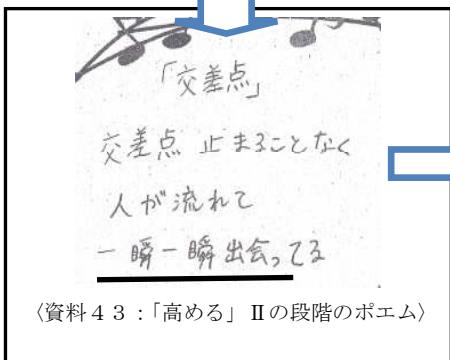 「交差点」
交差点 止まることなく
人が流れて
一瞬一瞬出会ってる
〈資料４３：「高める」Ⅱの段階のポエム〉